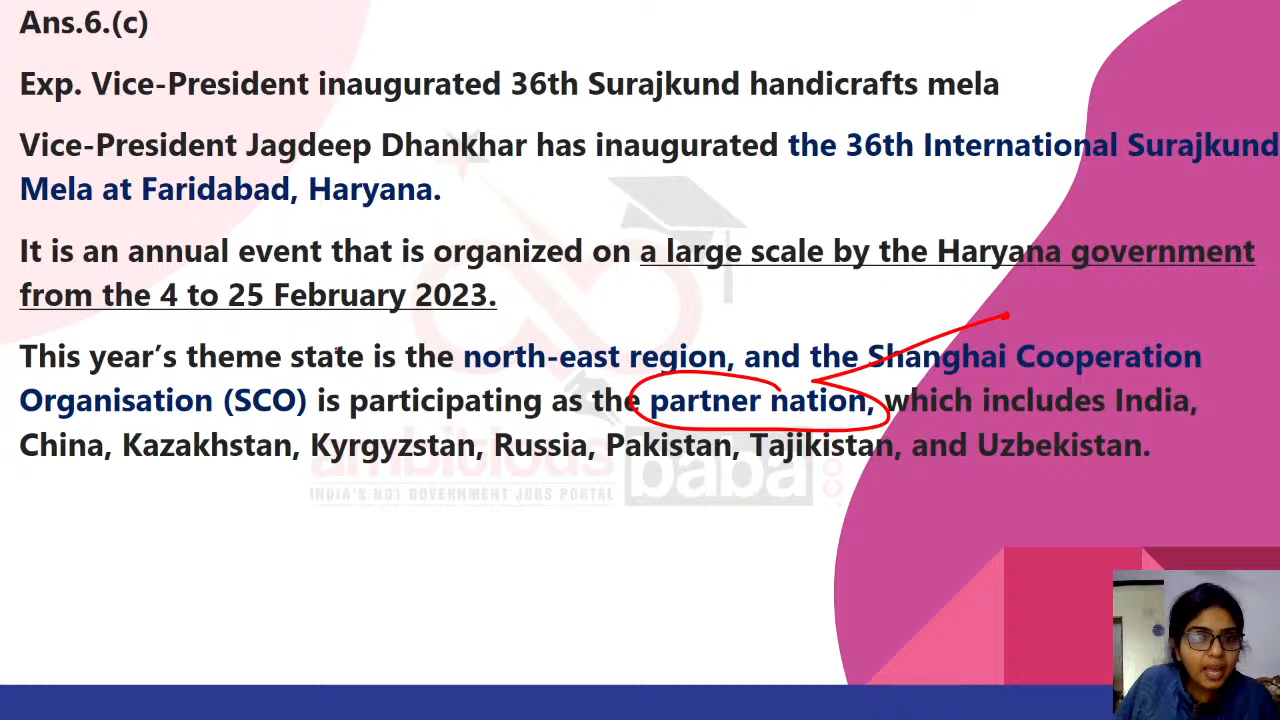 Ans.6.(c)
Exp. Vice-President inaugurated 36th Surajkund handicrafts mela
Vice-President Jagdeep Dhankhar has inaugurated the 36th International Surajkund
Mela at Faridabad, Haryana.
It is an annual event that is organized on a large scale by the Haryana government
from the 4 to 25 February 2023.
This year’s theme state is the north-east region, and the Shanghai Cooperation
Organisation (SCO) is participating as the partner nation, which includes India,
China, Kazakhstan, Kyrgyzstan, Russia, Pakistan, Tajikistan, and Uzbekistan.
ambitious baba
INDIA'S NO1 GOVERNMENT JOBS PORTAL